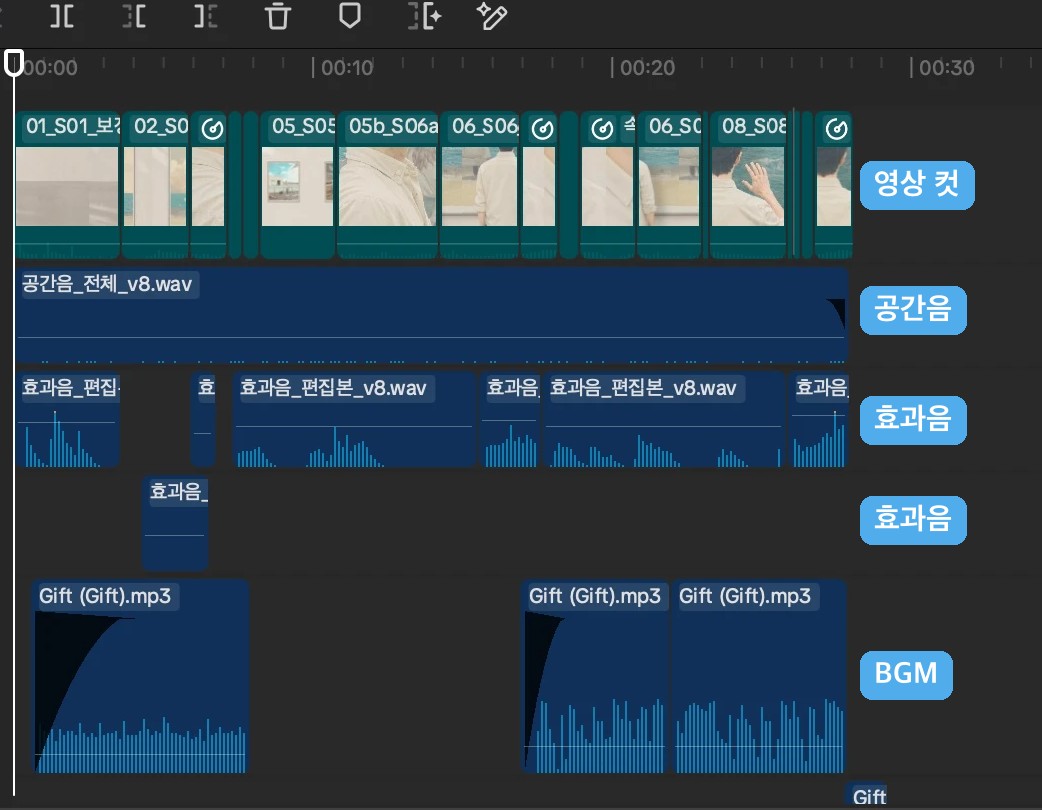 00:00
00:10
00:20
00:30
01_S01_보정
02_S0
05_S05
05b_S06a
06_S06
속
06_S0
08_S08
영상 컷
공간음_전체_v8.wav
공간음
효과음_편집
효
효과음_편집본_v8.wav
효과음_
효과음_편집본_v8.wav
효과음_
효과음
효과음_
효과음
Gift (Gift).mp3
Gift (Gift).mp3
Gift (Gift).mp3
BGM
Gift